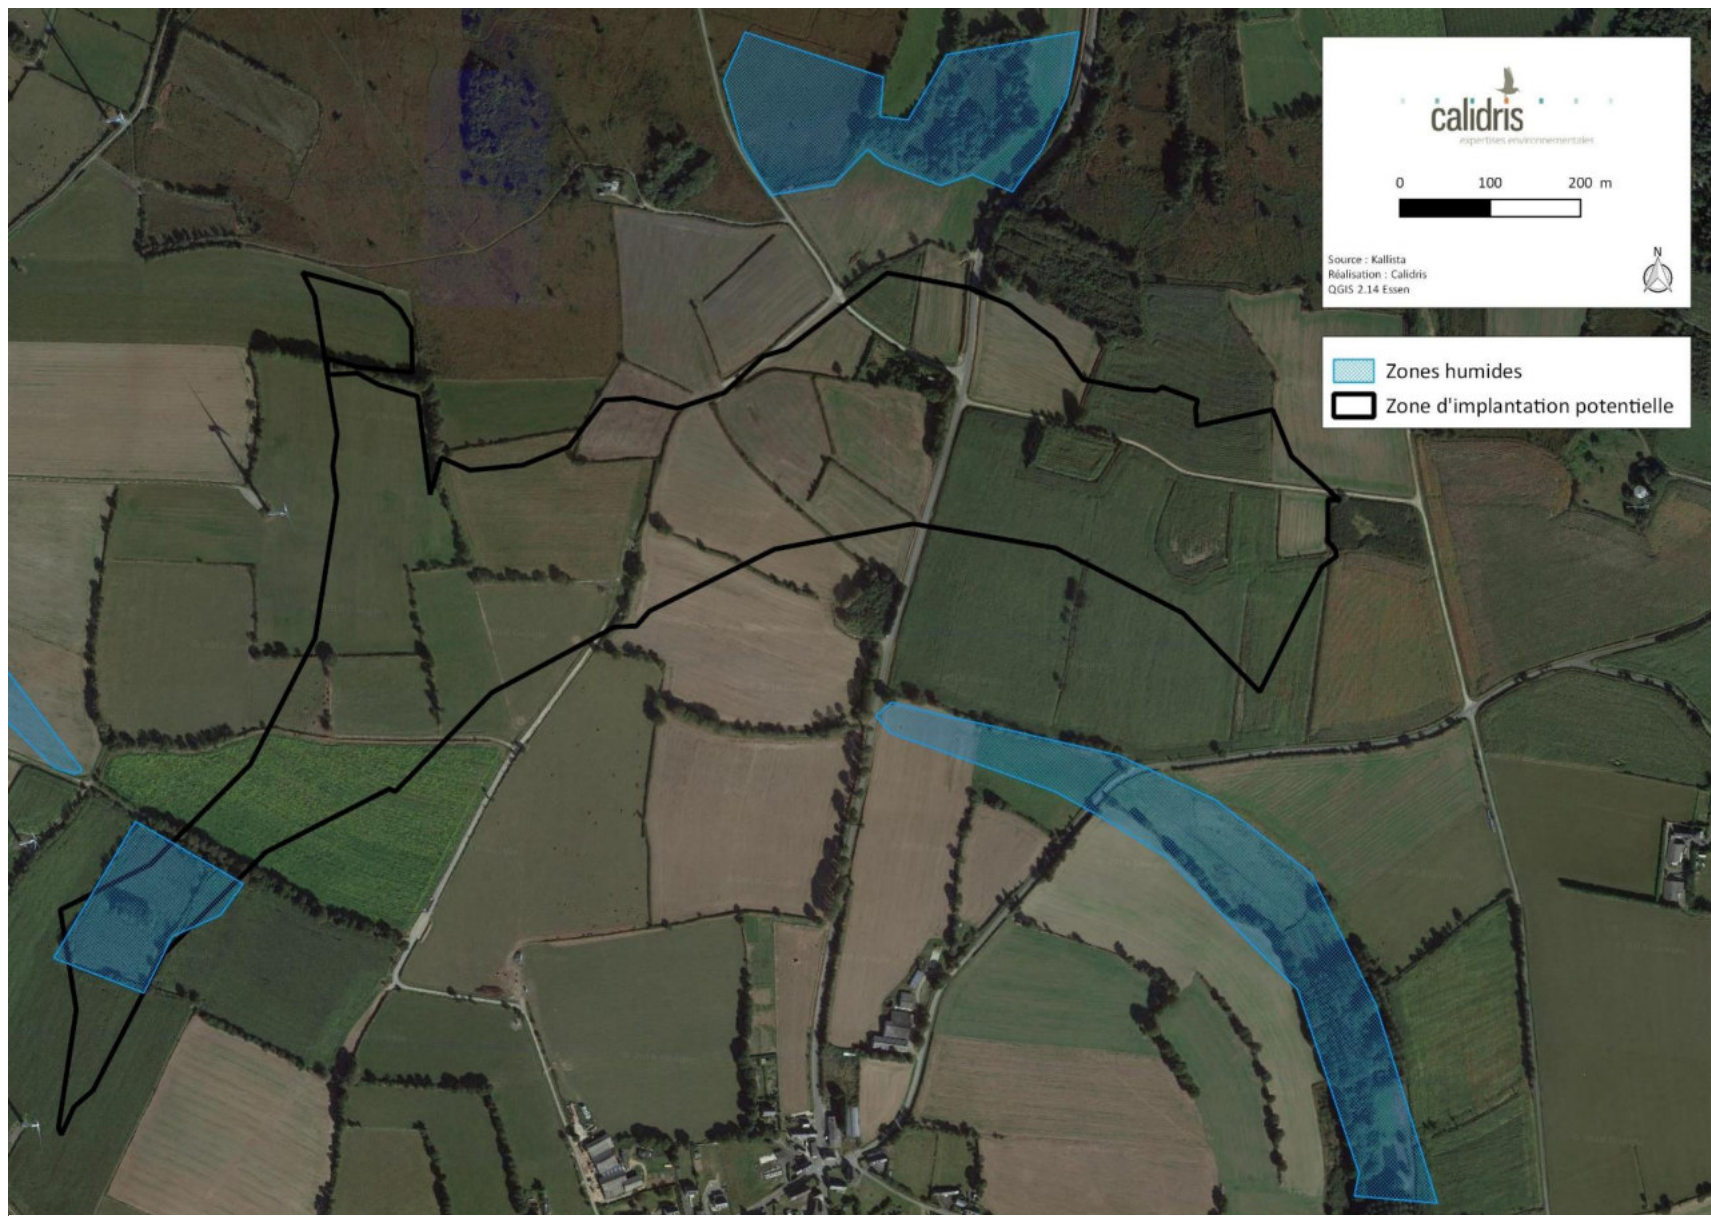 calidris
expertises environnementales
0 100 200 m
Source : Kallista
Réalisation : Calidris
QGIS 2.14 Essen
N
Zones humides
Zone d'implantation potentielle